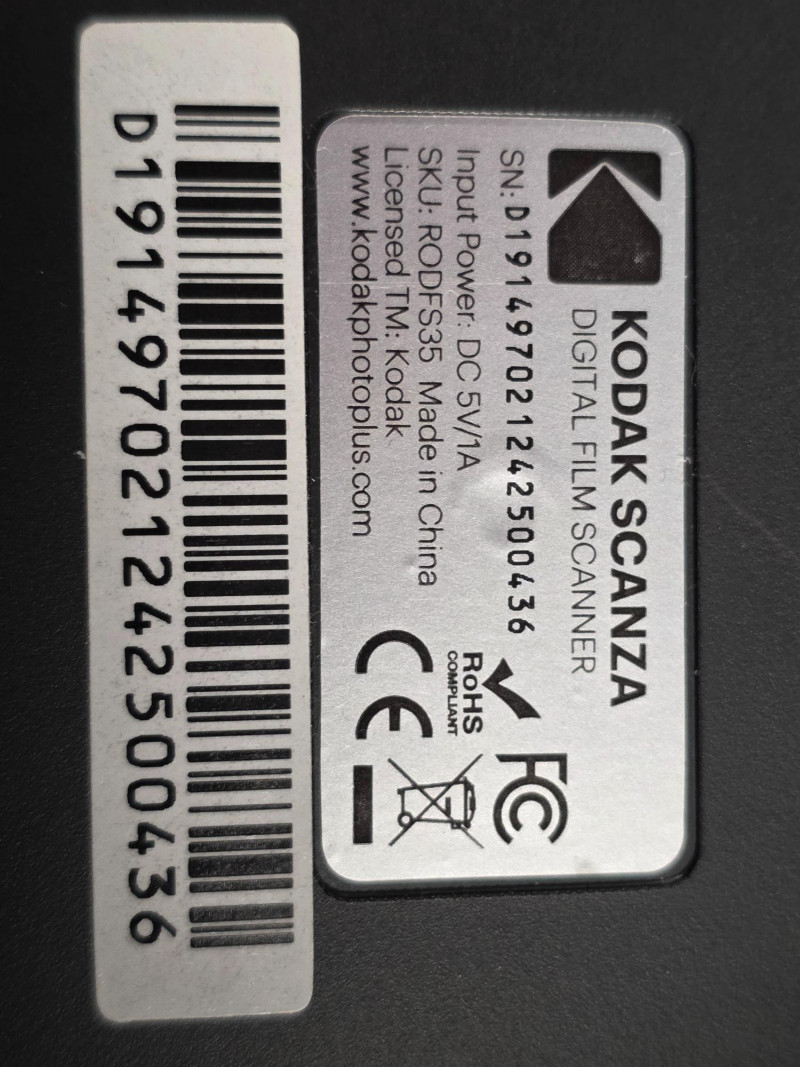 KODAK SCANZA
DIGITAL FILM SCANNER
SN: D191497021242500436
Input Power: DC 5V/1A
SKU: RODFS35 Made in China
Licensed TM: Kodak
www.kodakphotoplus.com
RoHS
COMPLIANT
FC
CE
D191497021242500436